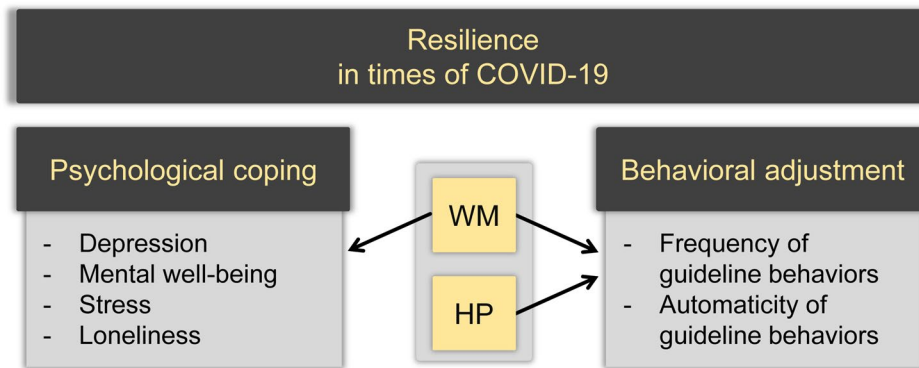 Resilience
in times of COVID-19
Psychological coping
- Depression
- Mental well-being
- Stress
- Loneliness
WM
HP
Behavioral adjustment
- Frequency of
guideline behaviors
- Automaticity of
guideline behaviors